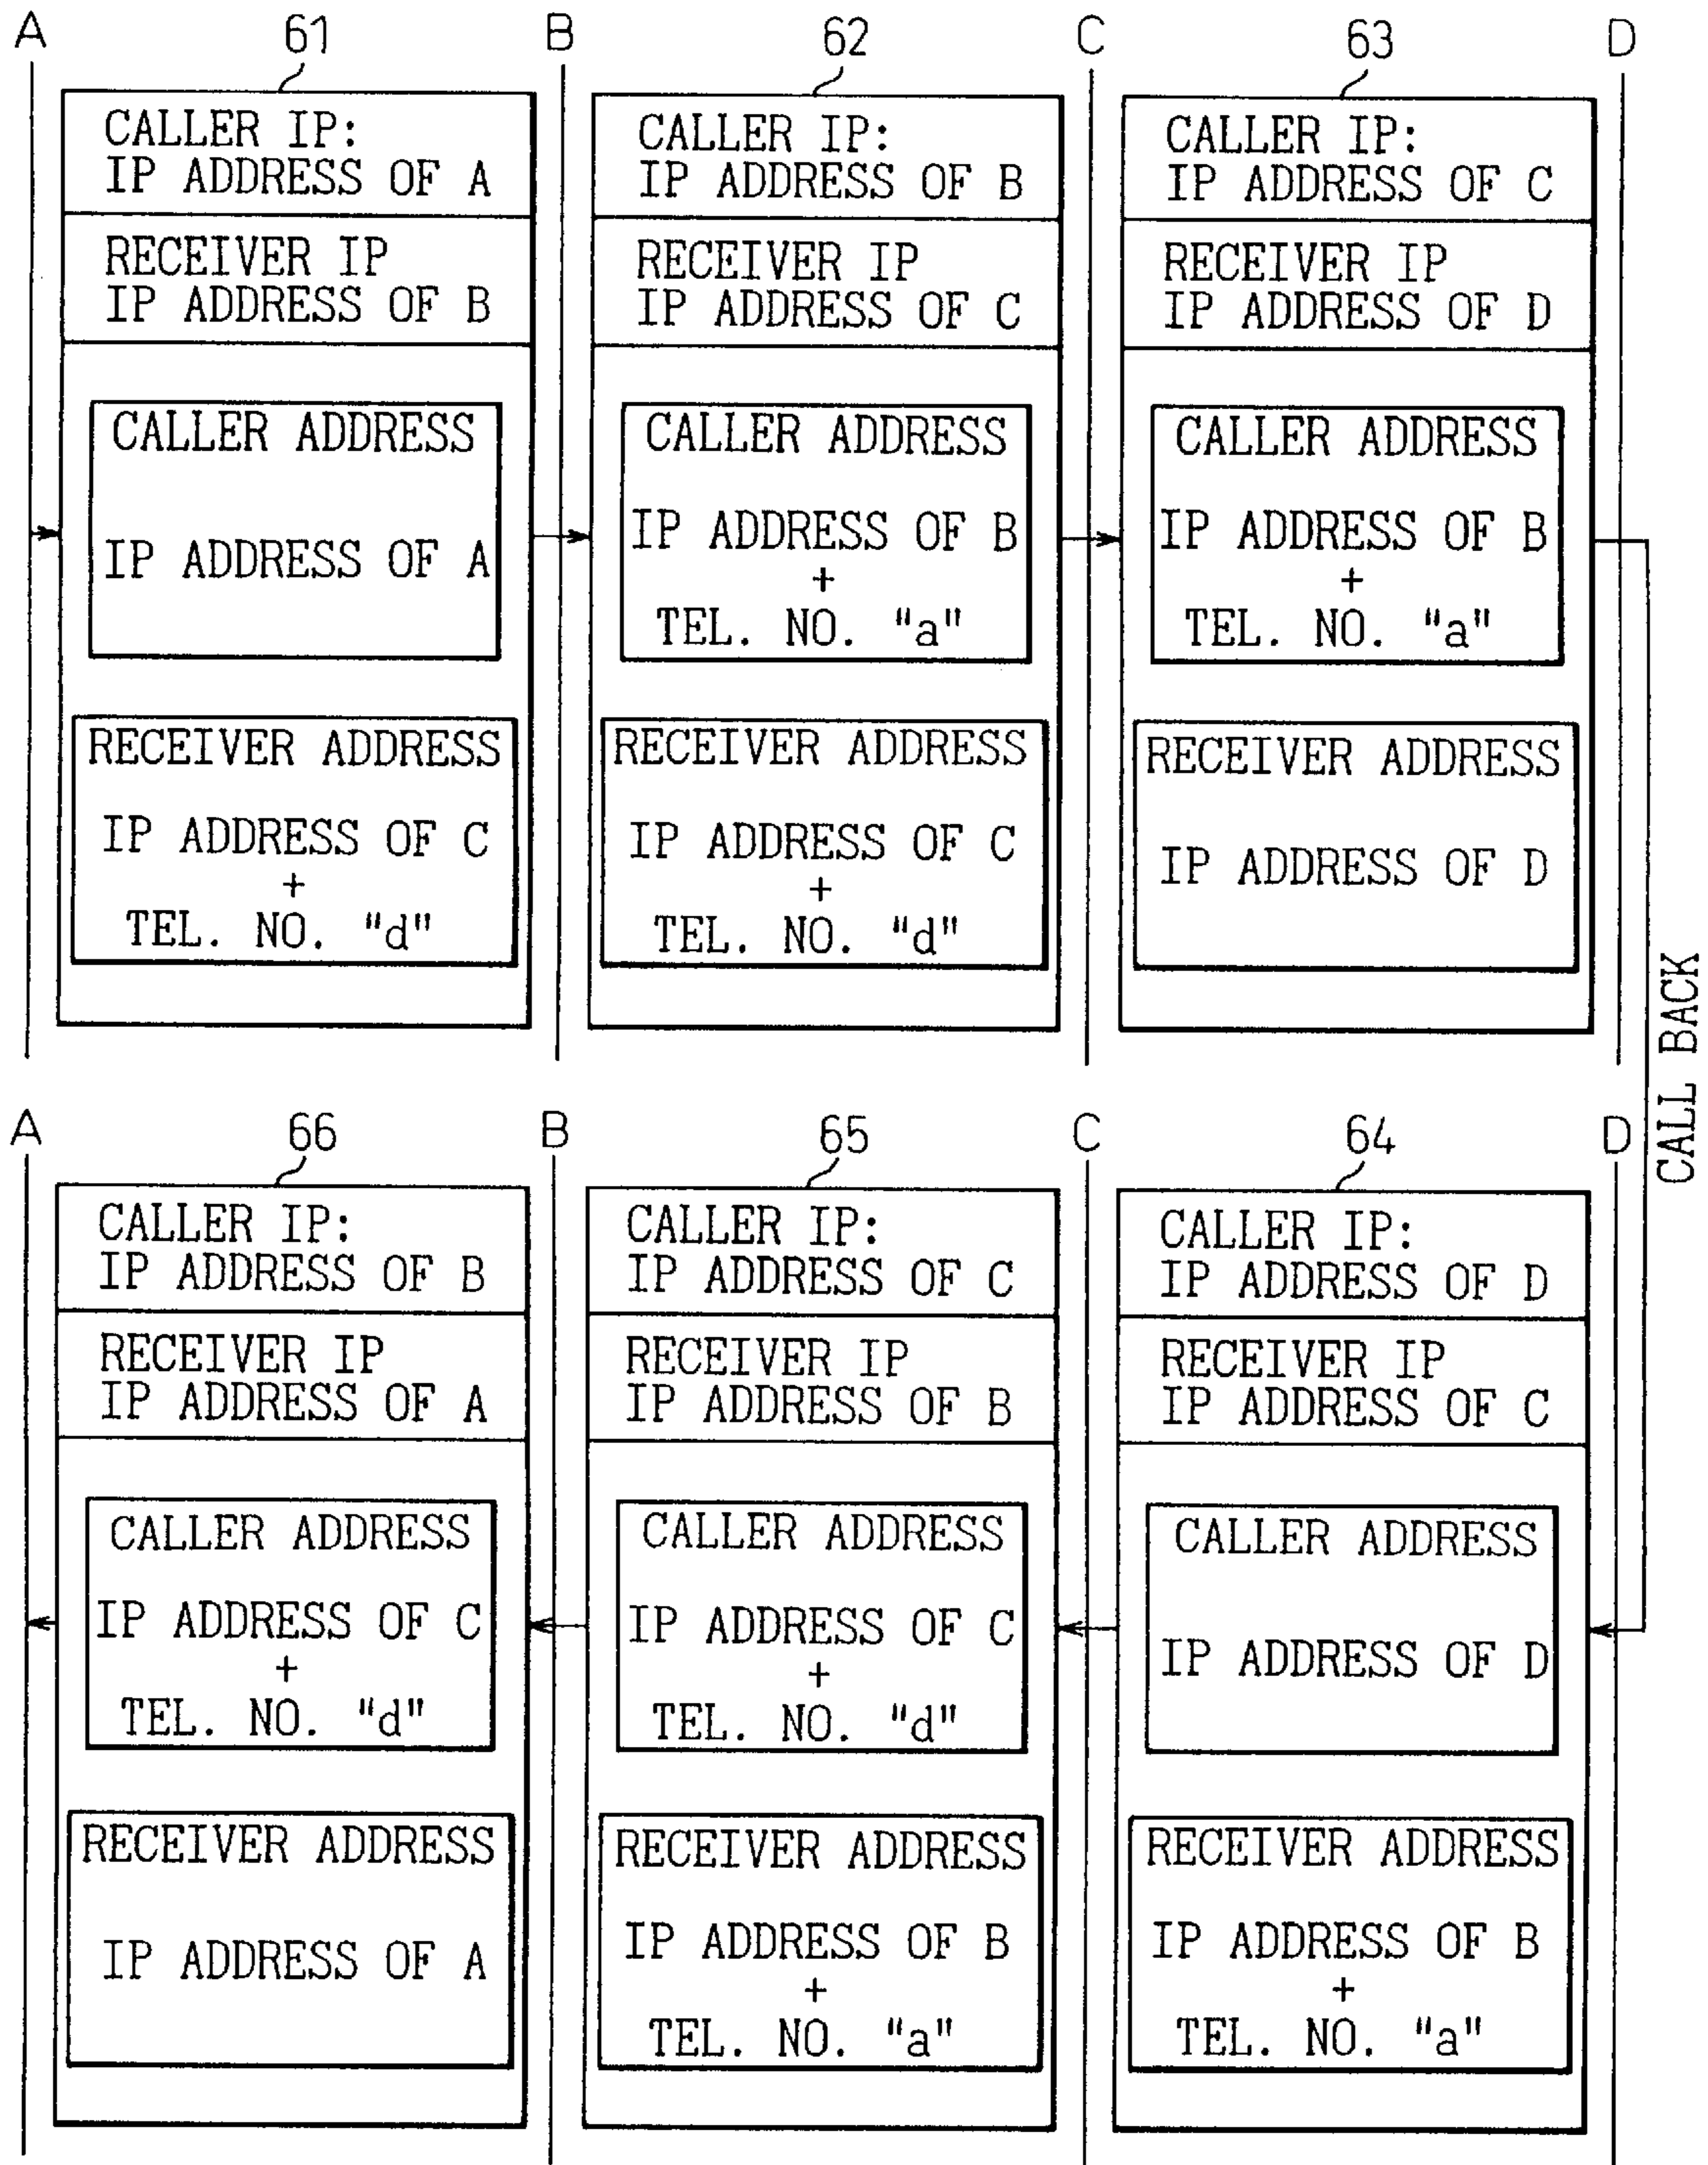 A
61
B
62
C
63
D
CALLER IP:
IP ADDRESS OF A
RECEIVER IP
IP ADDRESS OF B
CALLER ADDRESS
IP ADDRESS OF A
RECEIVER ADDRESS
IP ADDRESS OF C
+
TEL. NO. "d"
CALLER IP:
IP ADDRESS OF B
RECEIVER IP
IP ADDRESS OF C
CALLER ADDRESS
IP ADDRESS OF B
+
TEL. NO. "a"
RECEIVER ADDRESS
IP ADDRESS OF C
+
TEL. NO. "d"
CALLER IP:
IP ADDRESS OF C
RECEIVER IP
IP ADDRESS OF D
CALLER ADDRESS
IP ADDRESS OF B
+
TEL. NO. "a"
RECEIVER ADDRESS
IP ADDRESS OF D
CALL BACK
A
66
B
65
C
64
D
CALLER IP:
IP ADDRESS OF B
RECEIVER IP
IP ADDRESS OF A
CALLER ADDRESS
IP ADDRESS OF C
+
TEL. NO. "d"
RECEIVER ADDRESS
IP ADDRESS OF A
CALLER IP:
IP ADDRESS OF C
RECEIVER IP
IP ADDRESS OF B
CALLER ADDRESS
IP ADDRESS OF C
+
TEL. NO. "d"
RECEIVER ADDRESS
IP ADDRESS OF B
+
TEL. NO. "a"
CALLER IP:
IP ADDRESS OF D
RECEIVER IP
IP ADDRESS OF C
CALLER ADDRESS
IP ADDRESS OF D
RECEIVER ADDRESS
IP ADDRESS OF B
+
TEL. NO. "a"